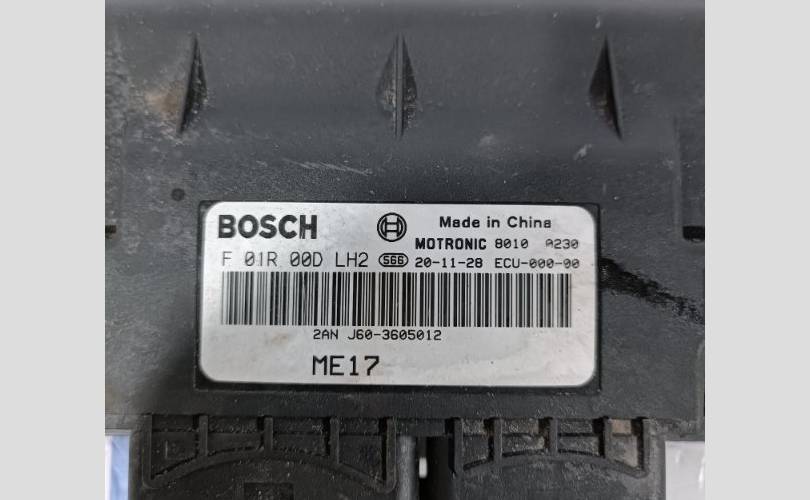 BOSCH Made in China
MOTRONIC 8010 A230
F 01R 00D LH2 S66 20-11-28 ECU-000-00
2AN J60-3605012
ME17